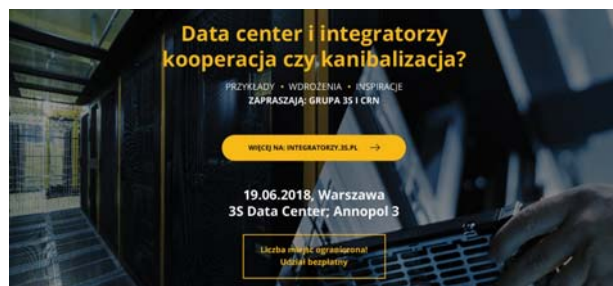 Data center i integratorzy
kooperacja czy kanibalizacja?
PRZYKŁADY • WDROŻENIA • INSPIRACJE
ZAPRASZAJĄ: GRUPA 3S I CRN
WIĘCEJ NA: INTEGRATORZY.3S.PL →
19.06.2018, Warszawa
3S Data Center; Annopol 3
Liczba miejsc ograniczona!
Udział bezpłatny